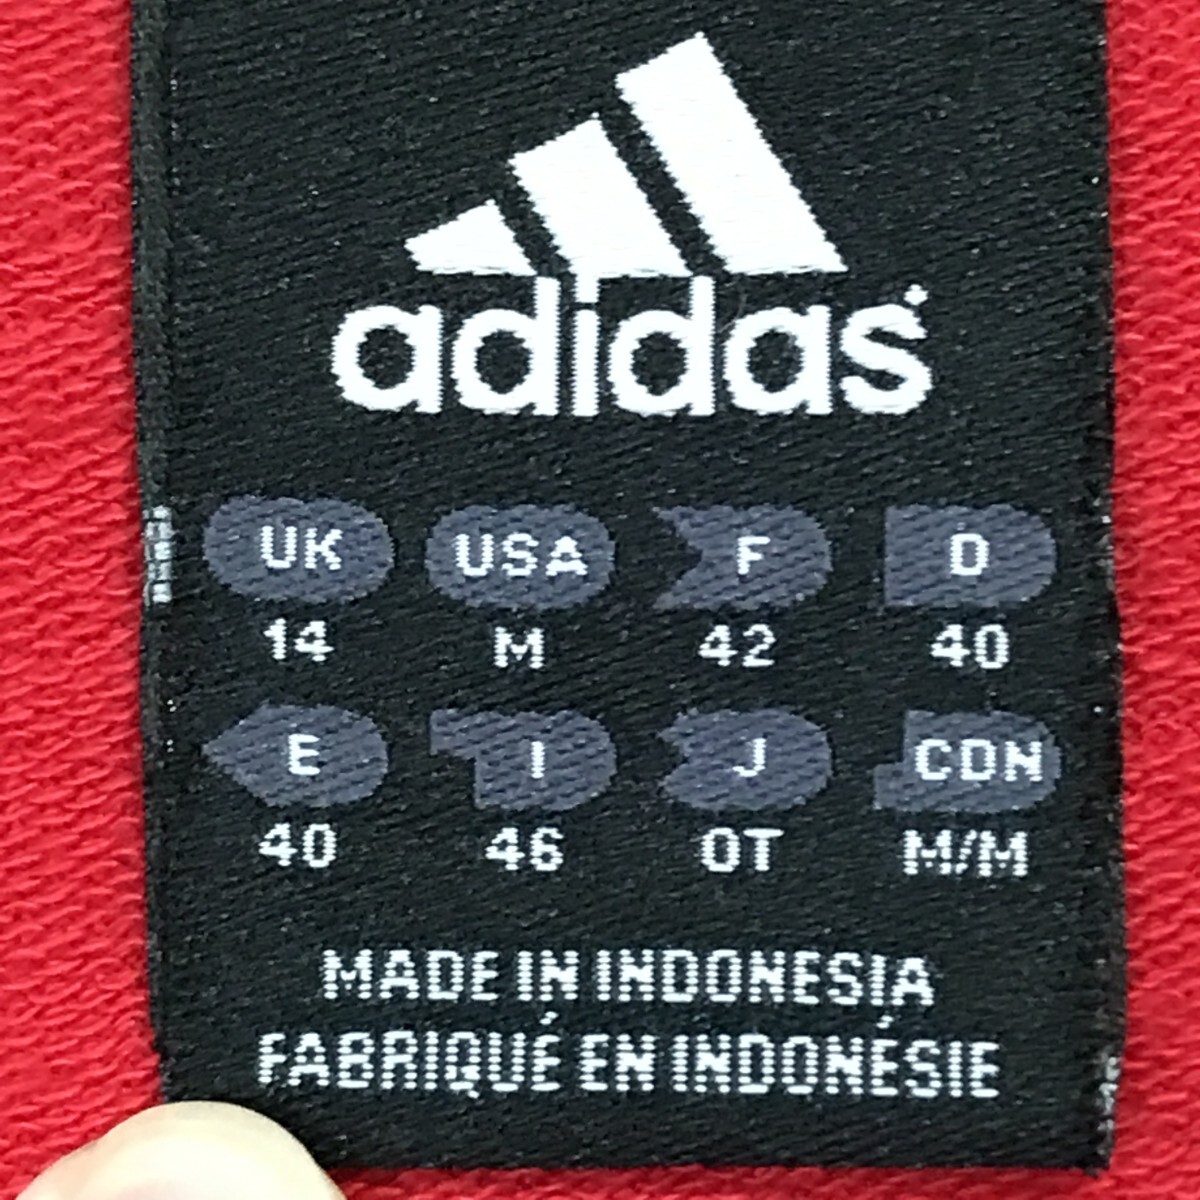 adidas
UK USA F D
14 M 42 40
E I J CDN
40 46 OT M/M
MADE IN INDONESIA
FABRIQUÉ EN INDONÉSIE